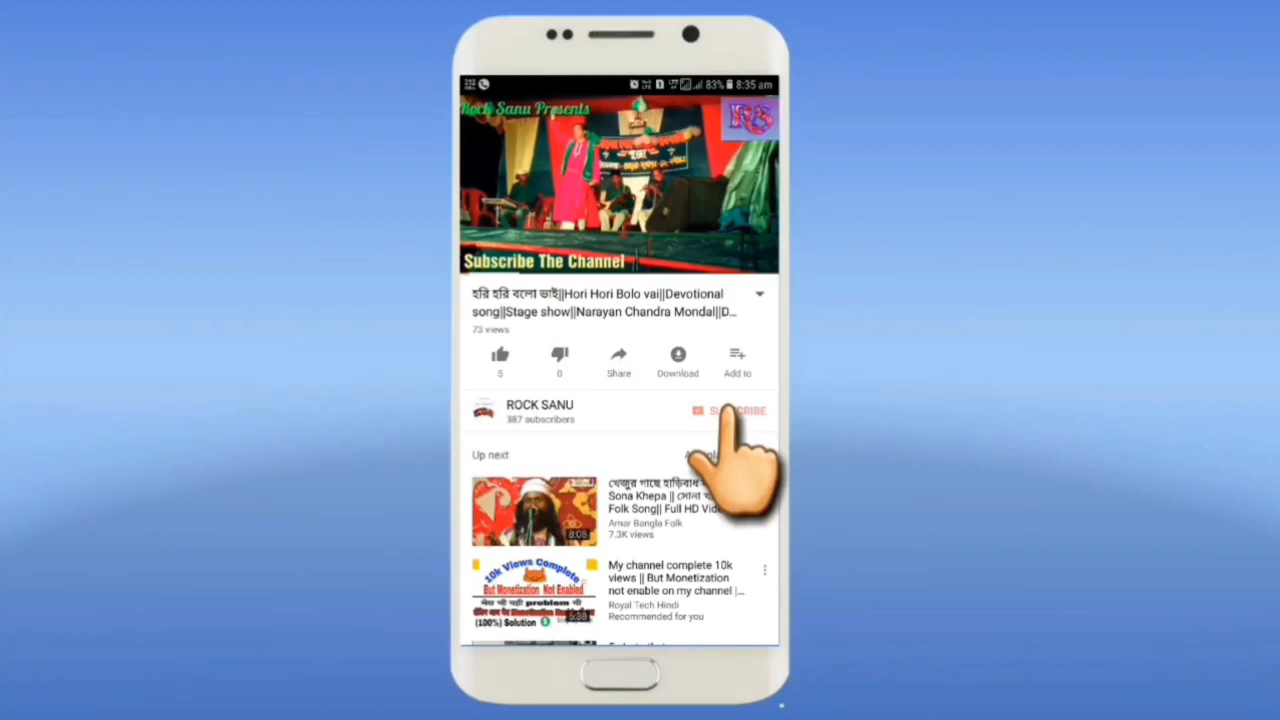 83% 8:35 am
Rock Sanu Presents
RS
Subscribe The Channel
হরি হরি বলো ভাই||Hori Hori Bolo vai||Devotional
song||Stage show||Narayan Chandra Mondal||D...
73 views
5
0
Share
Download
Add to
ROCK SANU
387 subscribers
Up next
খেজুর গাছে হাড়িবাধ
Sona Khepa || সোনা
Folk Song|| Full HD
Amar Bangla Folk
7.3K views
8:08
My channel complete 10k
views || But Monetization
not enable on my channel |...
Royal Tech Hindi
Recommended for you
10k Views Complete
But Monetization Not Enabled
problem
(100%) Solution
5:38